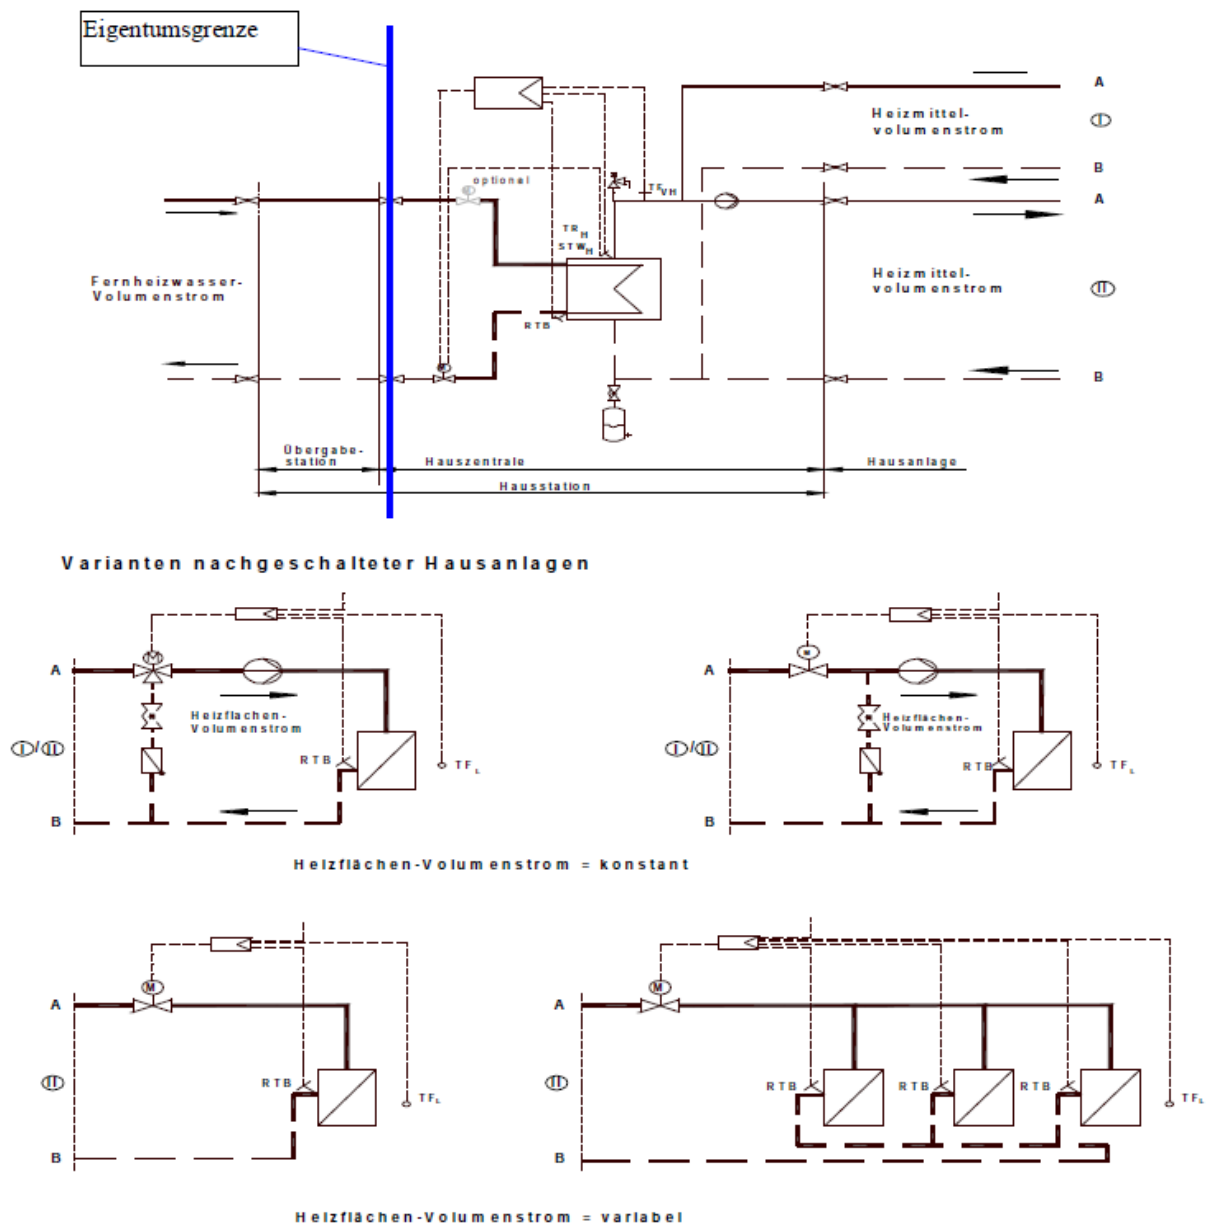 Eigentumsgrenze
A
Heizmittel-
volumenstrom
I
B
optional
TF VH
A
TR H
STW H
Fernheizwasser-
Volumenstrom
Heizmittel-
volumenstrom
II
RTB
M
B
Übergabe-
station
Hauszentrale
Hausanlage
Hausstation
Varianten nachgeschalteter Hausanlagen
M
M
A
A
Heizflächen-
Volumenstrom
Heizflächen-
Volumenstrom
I/II
I/II
RTB
TF L
RTB
TF L
B
B
Heizflächen-Volumenstrom = konstant
M
M
A
A
II
RTB
TF L
II
RTB
RTB
RTB
TF L
B
B
Heizflächen-Volumenstrom = variabel